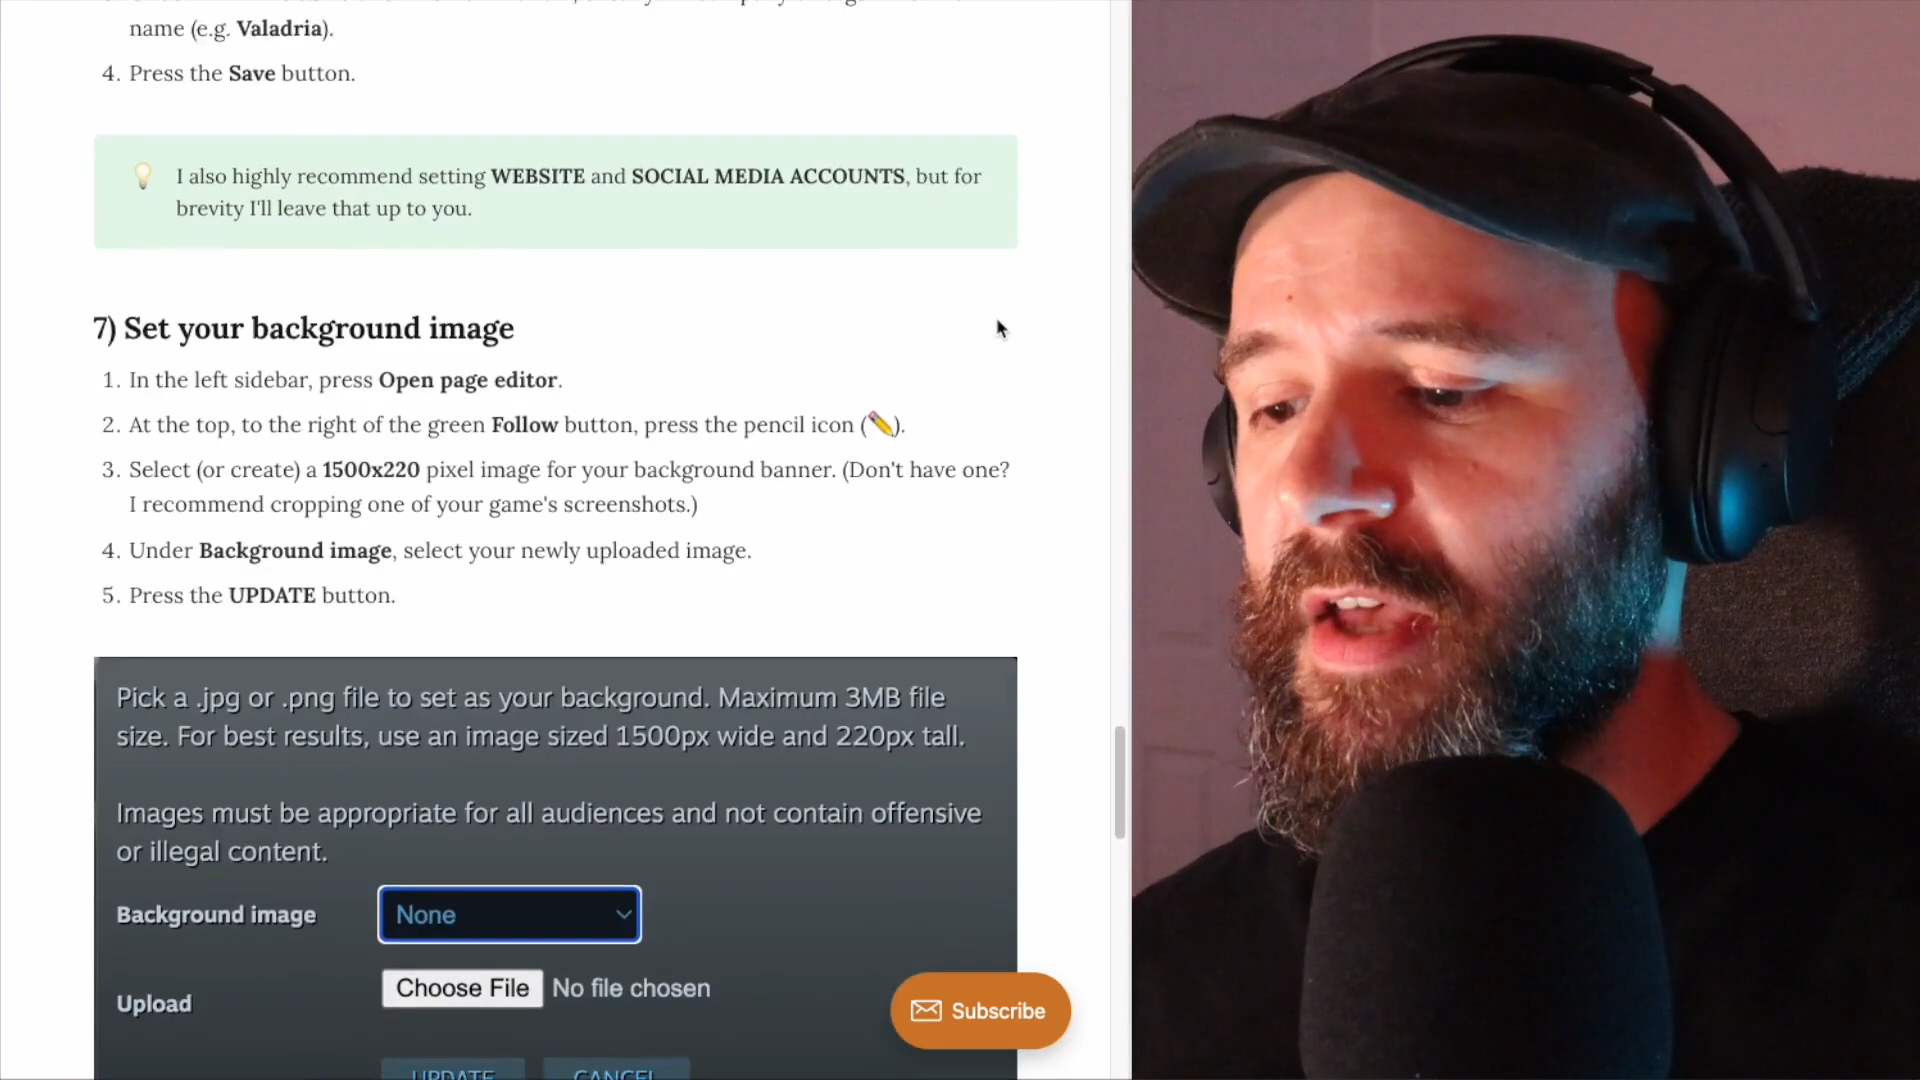 name (e.g. Valadria).
4. Press the Save button.
I also highly recommend setting WEBSITE and SOCIAL MEDIA ACCOUNTS, but for
brevity I'll leave that up to you.
7) Set your background image
1. In the left sidebar, press Open page editor.
2. At the top, to the right of the green Follow button, press the pencil icon (✏️).
3. Select (or create) a 1500x220 pixel image for your background banner. (Don't have one?
I recommend cropping one of your game's screenshots.)
4. Under Background image, select your newly uploaded image.
5. Press the UPDATE button.
Pick a .jpg or .png file to set as your background. Maximum 3MB file
size. For best results, use an image sized 1500px wide and 220px tall.
Images must be appropriate for all audiences and not contain offensive
or illegal content.
Background image None
Upload Choose File No file chosen
Subscribe
UPDATE CANCEL